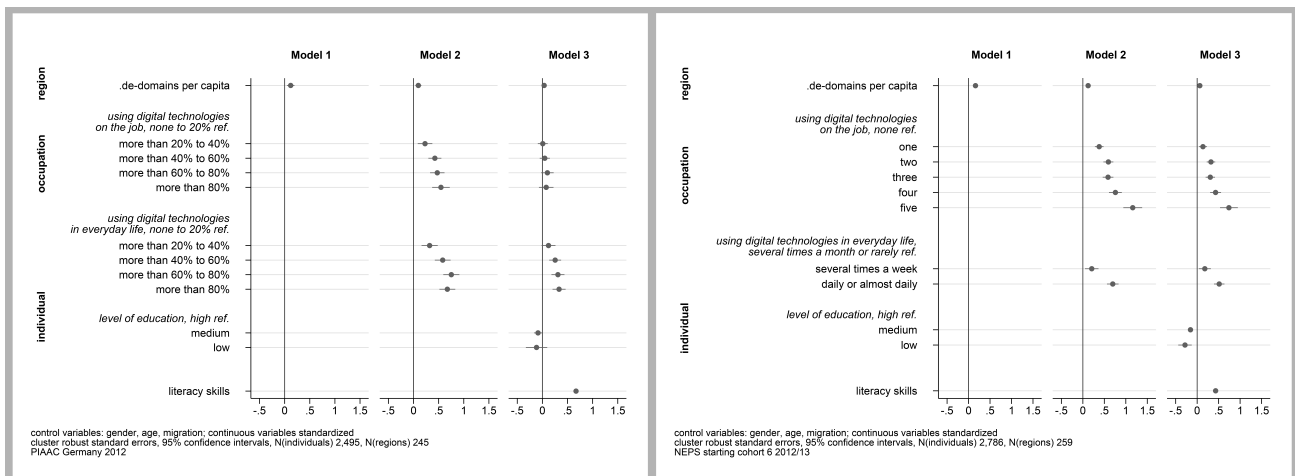 Model 1
Model 2
Model 3
region
.de-domains per capita
using digital technologies
on the job, none to 20% ref.
occupation
more than 20% to 40%
more than 40% to 60%
more than 60% to 80%
more than 80%
using digital technologies
in everyday life, none to 20% ref.
more than 20% to 40%
more than 40% to 60%
more than 60% to 80%
more than 80%
individual
level of education, high ref.
medium
low
literacy skills
-.5 0 .5 1 1.5
-.5 0 .5 1 1.5
-.5 0 .5 1 1.5
control variables: gender, age, migration; continuous variables standardized
cluster robust standard errors, 95% confidence intervals, N(individuals) 2,495, N(regions) 245
PIAAC Germany 2012
Model 1
Model 2
Model 3
region
.de-domains per capita
using digital technologies
on the job, none ref.
occupation
one
two
three
four
five
using digital technologies in everyday life,
several times a month or rarely ref.
several times a week
daily or almost daily
individual
level of education, high ref.
medium
low
literacy skills
-.5 0 .5 1 1.5
-.5 0 .5 1 1.5
-.5 0 .5 1 1.5
control variables: gender, age, migration; continuous variables standardized
cluster robust standard errors, 95% confidence intervals, N(individuals) 2,786, N(regions) 259
NEPS starting cohort 6 2012/13